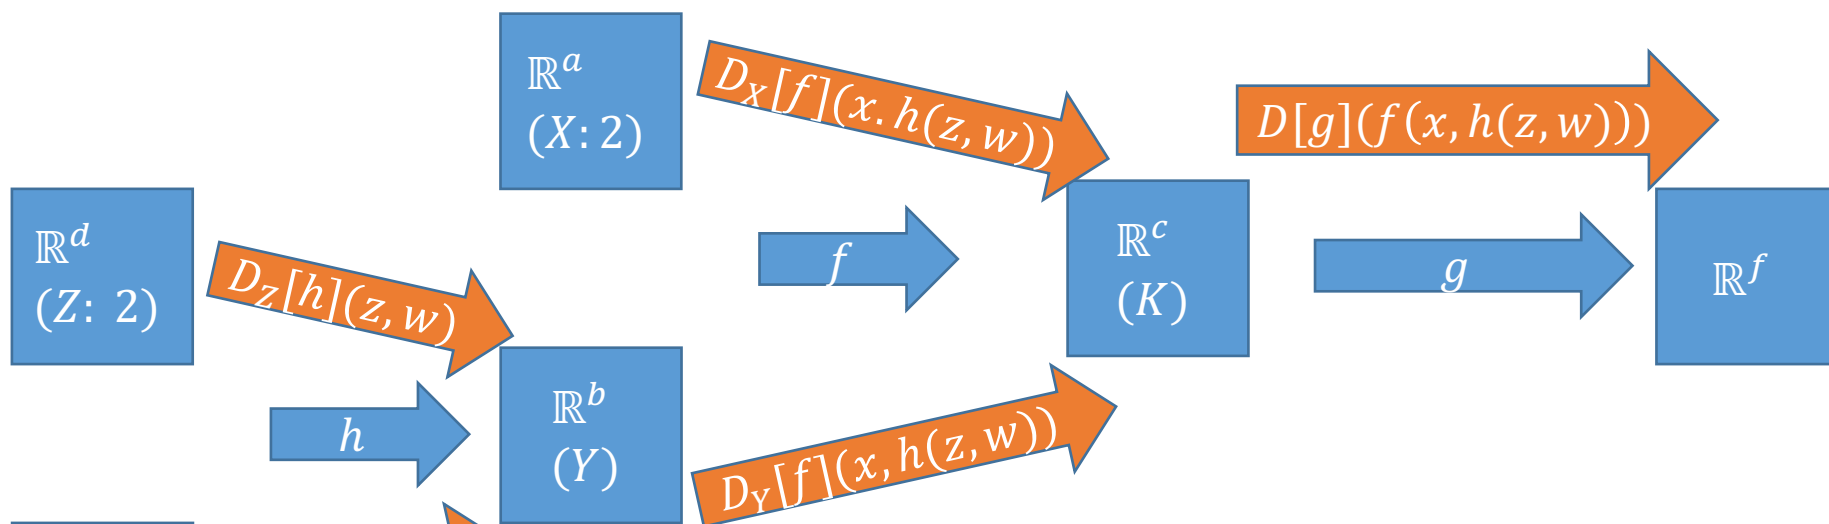 ℝ^a
(X: 2)
D_X[f](x. h(z, w))
D[g](f(x, h(z, w)))
ℝ^d
(Z: 2)
D_Z[h](z, w)
f
ℝ^c
(K)
g
ℝ^f
h
ℝ^b
(Y)
D_Y[f](x, h(z, w))